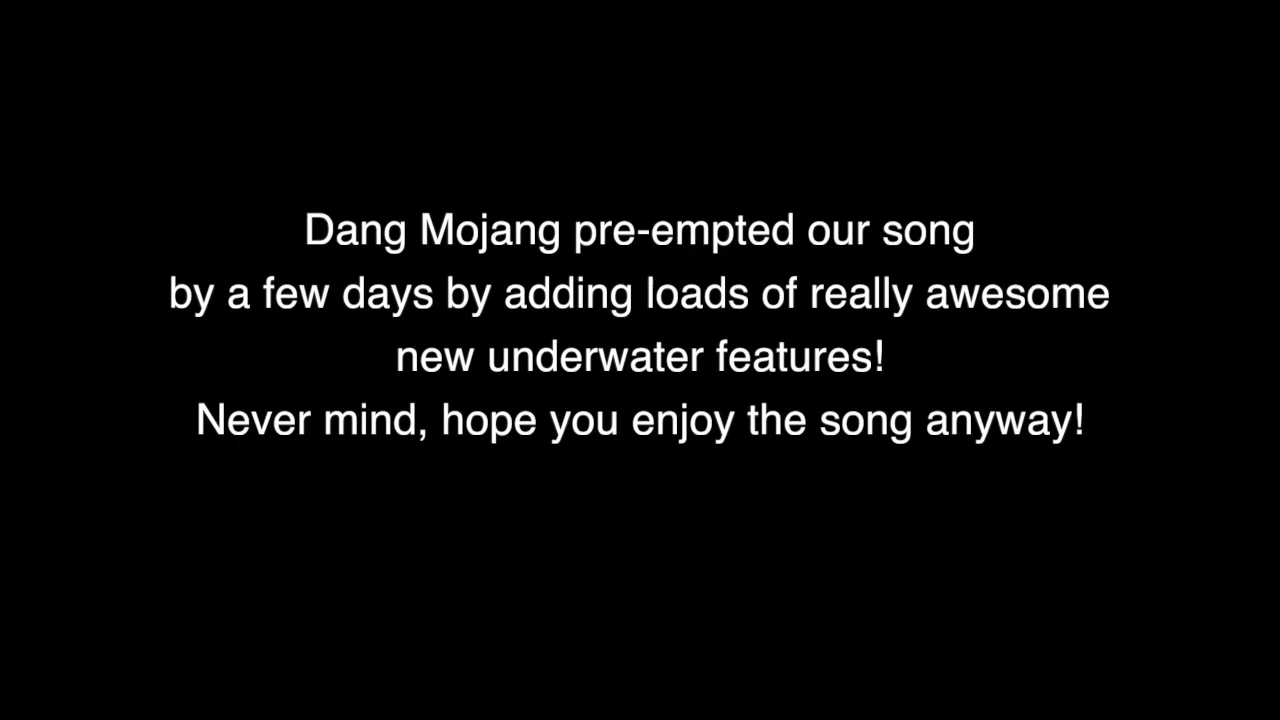 Dang Mojang pre-empted our song
by a few days by adding loads of really awesome
new underwater features!
Never mind, hope you enjoy the song anyway!